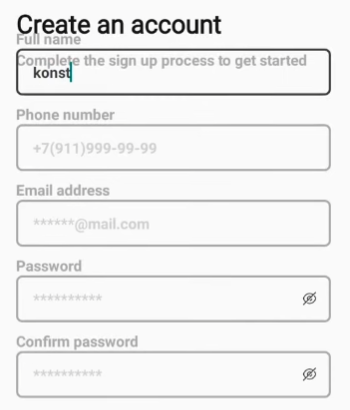 Create an account
Full name
Complete the sign up process to get started
konst
Phone number
+7(911)999-99-99
Email address
******@mail.com
Password
**********
Confirm password
**********